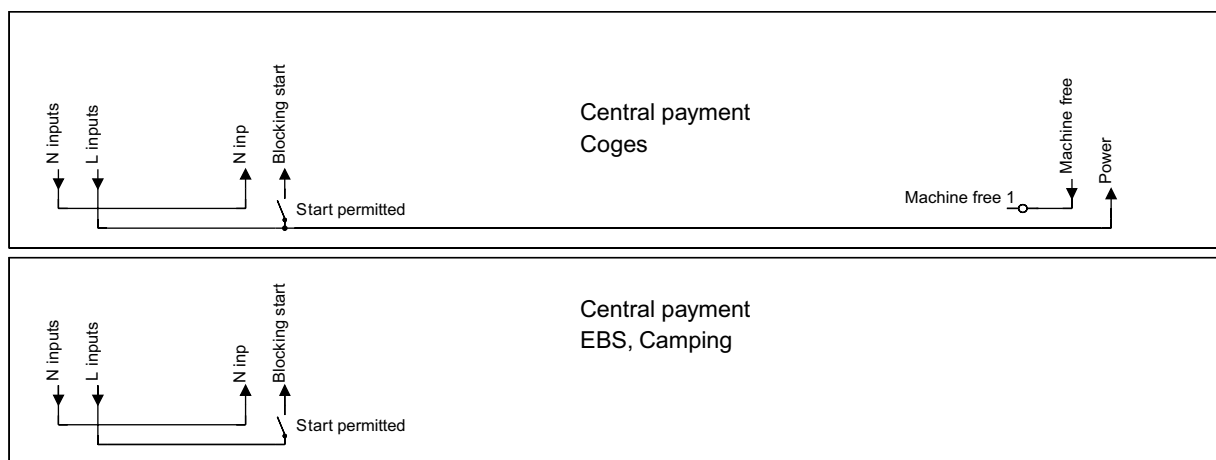 N inputs
L inputs
N inp
Blocking start
Start permitted
Central payment
Coges
Machine free 1
Machine free
Power
N inputs
L inputs
N inp
Blocking start
Start permitted
Central payment
EBS, Camping